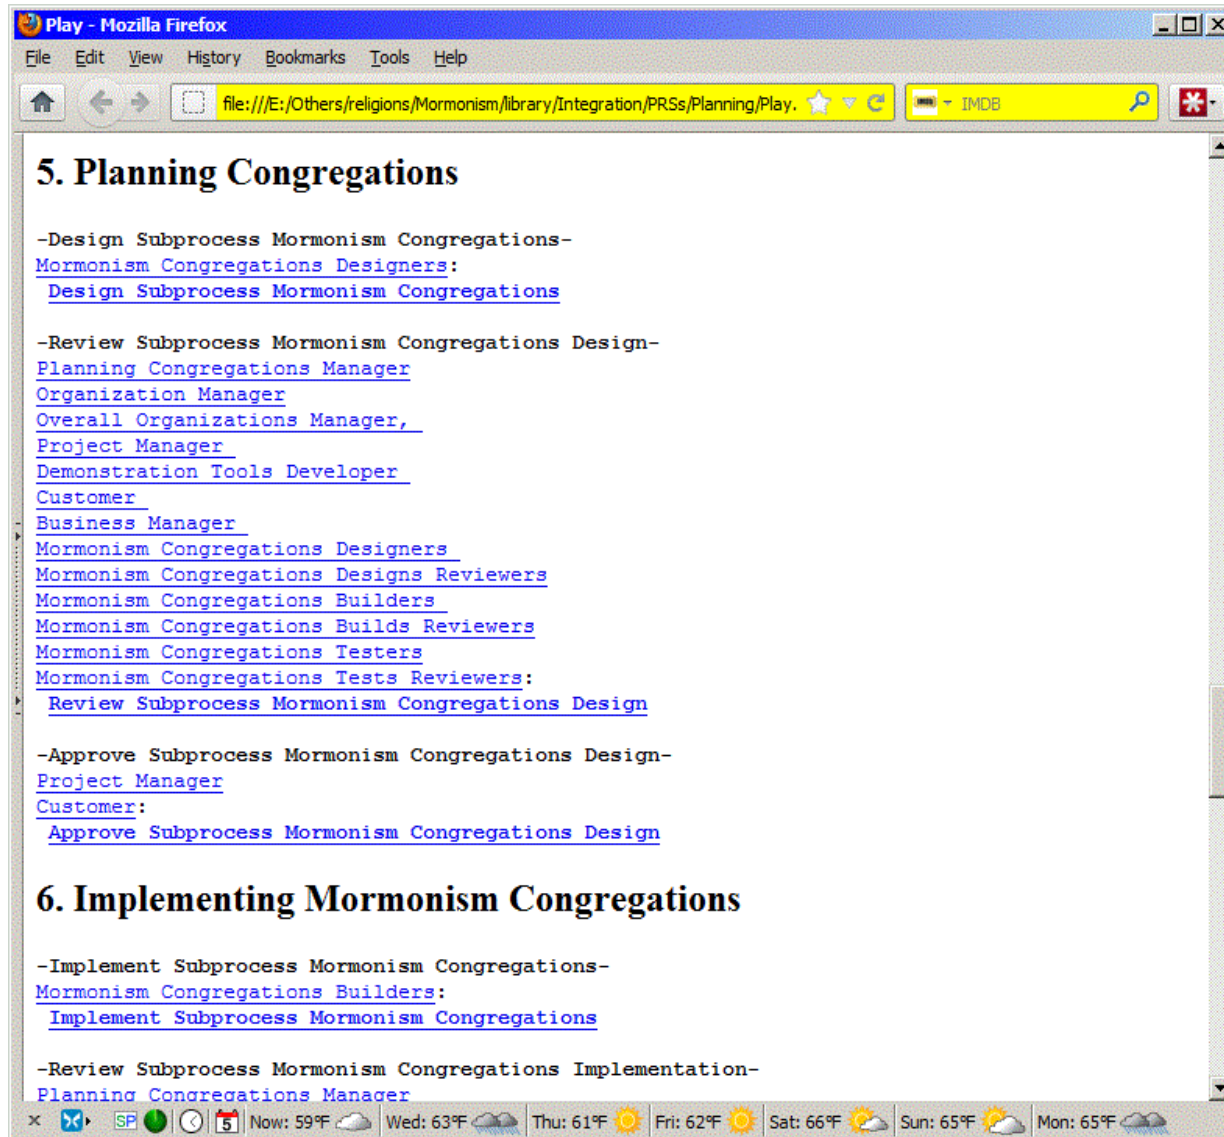 Play - Mozilla Firefox
File Edit View History Bookmarks Tools Help
file:///E:/Others/religions/Mormonism/library/Integration/PRSs/Planning/Play. IMDB
5. Planning Congregations
-Design Subprocess Mormonism Congregations-
Mormonism Congregations Designers:
Design Subprocess Mormonism Congregations
-Review Subprocess Mormonism Congregations Design-
Planning Congregations Manager
Organization Manager
Overall Organizations Manager,
Project Manager
Demonstration Tools Developer
Customer
Business Manager
Mormonism Congregations Designers
Mormonism Congregations Designs Reviewers
Mormonism Congregations Builders
Mormonism Congregations Builds Reviewers
Mormonism Congregations Testers
Mormonism Congregations Tests Reviewers:
Review Subprocess Mormonism Congregations Design
-Approve Subprocess Mormonism Congregations Design-
Project Manager
Customer:
Approve Subprocess Mormonism Congregations Design
6. Implementing Mormonism Congregations
-Implement Subprocess Mormonism Congregations-
Mormonism Congregations Builders:
Implement Subprocess Mormonism Congregations
-Review Subprocess Mormonism Congregations Implementation-
Planning Congregations Manager
SP 5 Now: 59°F Wed: 63°F Thu: 61°F Fri: 62°F Sat: 66°F Sun: 65°F Mon: 65°F